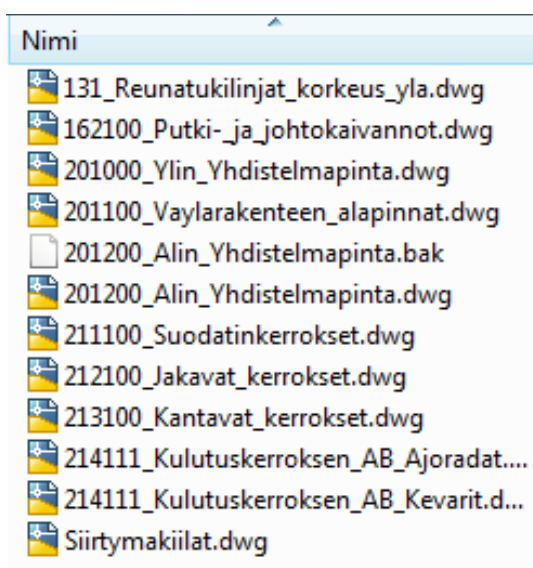 Nimi
131_Reunatukilinjat_korkeus_yla.dwg
162100_Putki-_ja_johtokaivannot.dwg
201000_Ylin_Yhdistelmapinta.dwg
201100_Vaylarakenteen_alapinnat.dwg
201200_Alin_Yhdistelmapinta.bak
201200_Alin_Yhdistelmapinta.dwg
211100_Suodatinkerrokset.dwg
212100_Jakavat_kerrokset.dwg
213100_Kantavat_kerrokset.dwg
214111_Kulutuskerroksen_AB_Ajoradat....
214111_Kulutuskerroksen_AB_Kevarit.d...
Siirtymakiilat.dwg